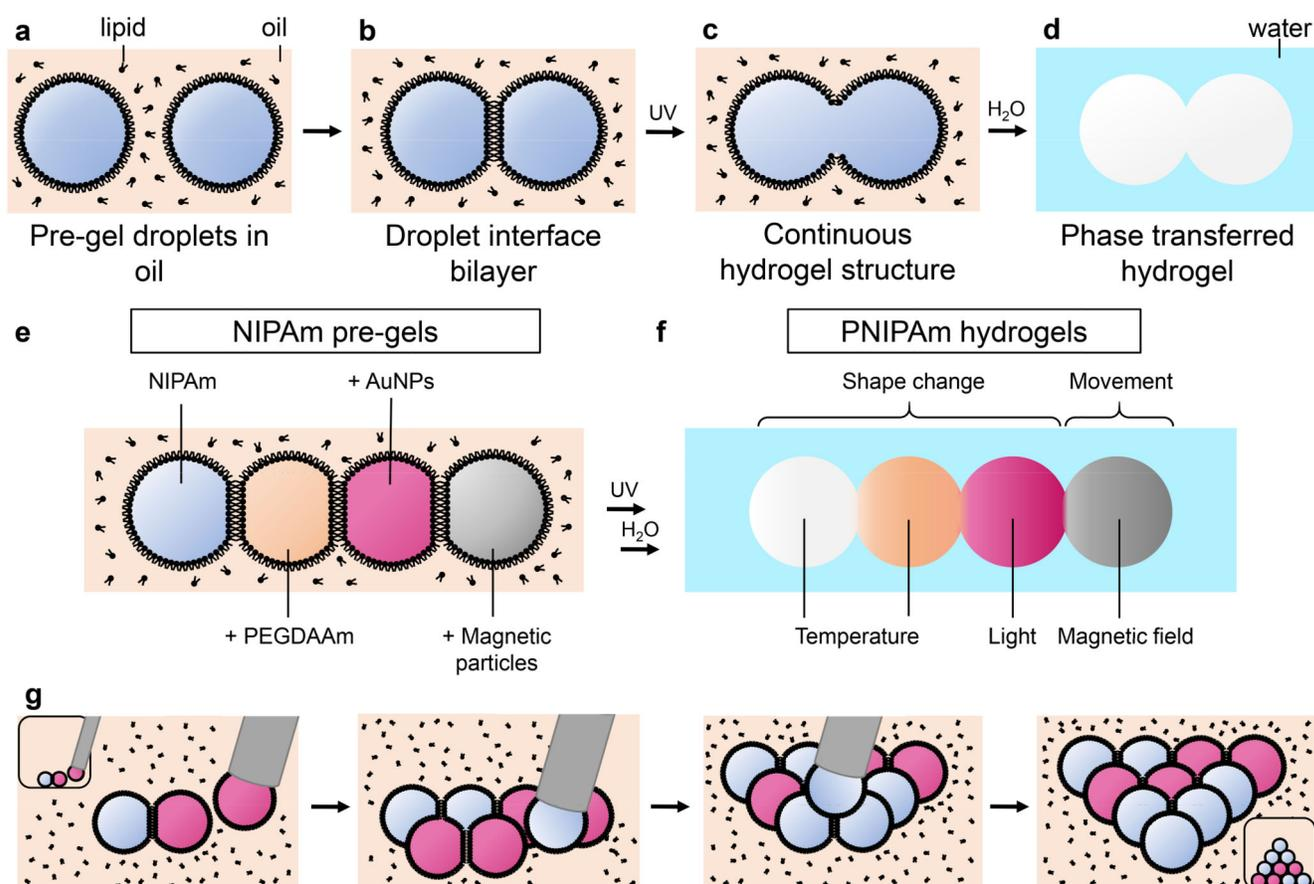 a
lipid
oil
b
c
d
water
UV
H₂O
Pre-gel droplets in
oil
Droplet interface
bilayer
Continuous
hydrogel structure
Phase transferred
hydrogel
e
NIPAm pre-gels
f
PNIPAm hydrogels
NIPAm
+ AuNPs
Shape change
Movement
UV
H₂O
+ PEGDAAm
+ Magnetic
particles
Temperature
Light
Magnetic field
g